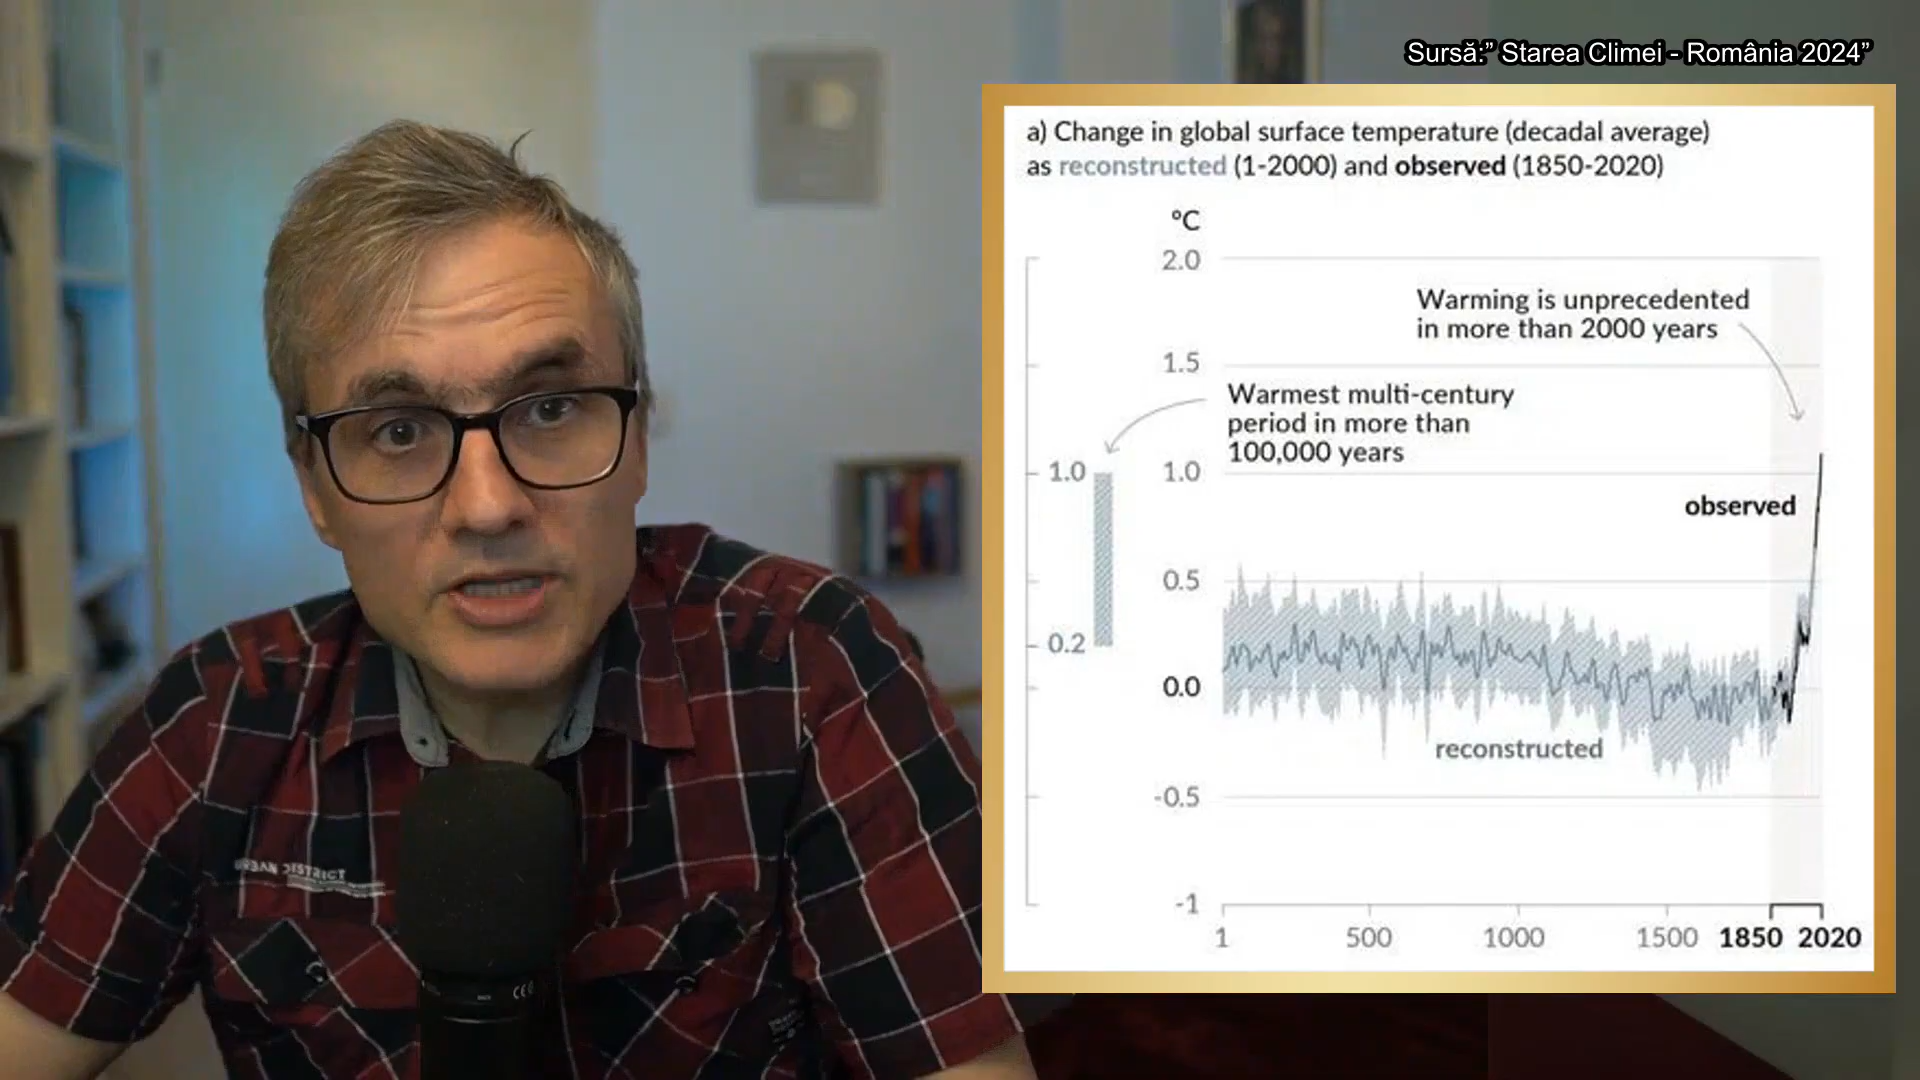 Sursă:” Starea Climei - România 2024”
a) Change in global surface temperature (decadal average)
as reconstructed (1-2000) and observed (1850-2020)
°C
2.0
Warming is unprecedented
in more than 2000 years
1.5
Warmest multi-century
period in more than
100,000 years
1.0
1.0
observed
0.5
0.2
0.0
reconstructed
-0.5
-1
1 500 1000 1500 1850 2020
URBAN DISTRICT
CE